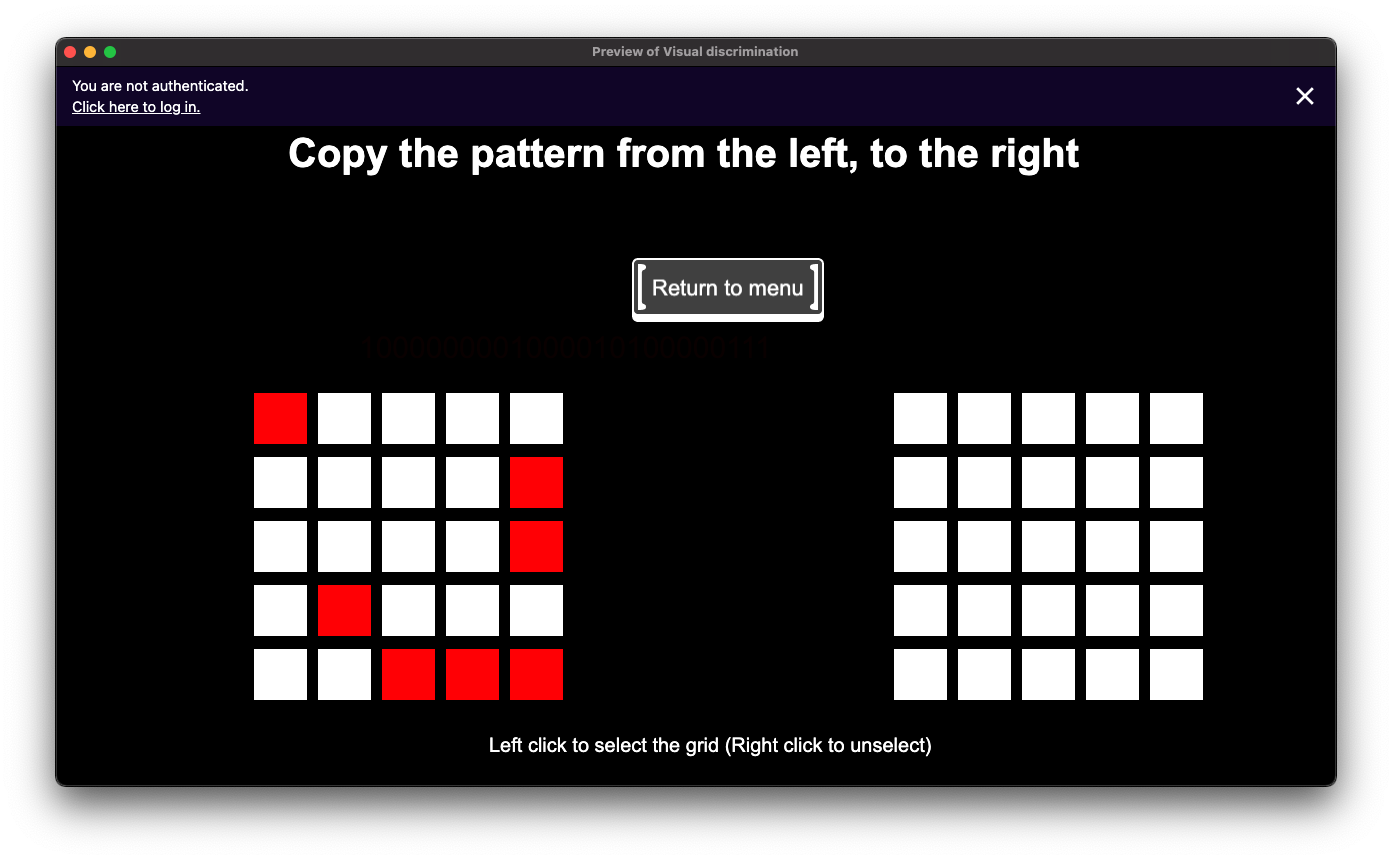 Preview of Visual discrimination
You are not authenticated.
Click here to log in.
Copy the pattern from the left, to the right
Return to menu
1000000001000010100000111
Left click to select the grid (Right click to unselect)